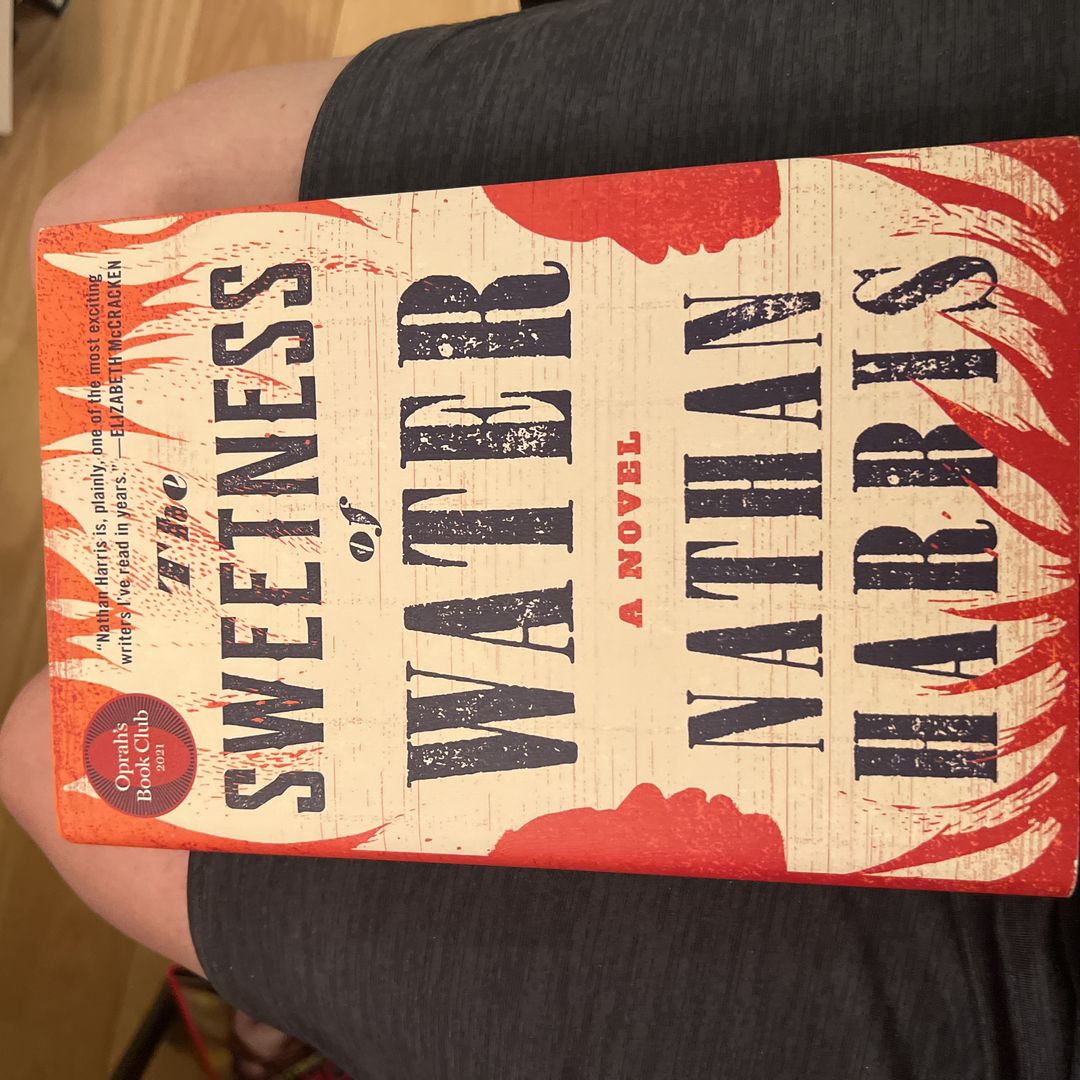 "Nathan Harris is, plainly, one of the most exciting
writers I've read in years." —ELIZABETH McCRACKEN
Oprah's
Book Club
2021
The
SWEETNESS
of
WATER
A NOVEL
NATHAN
HARRIS